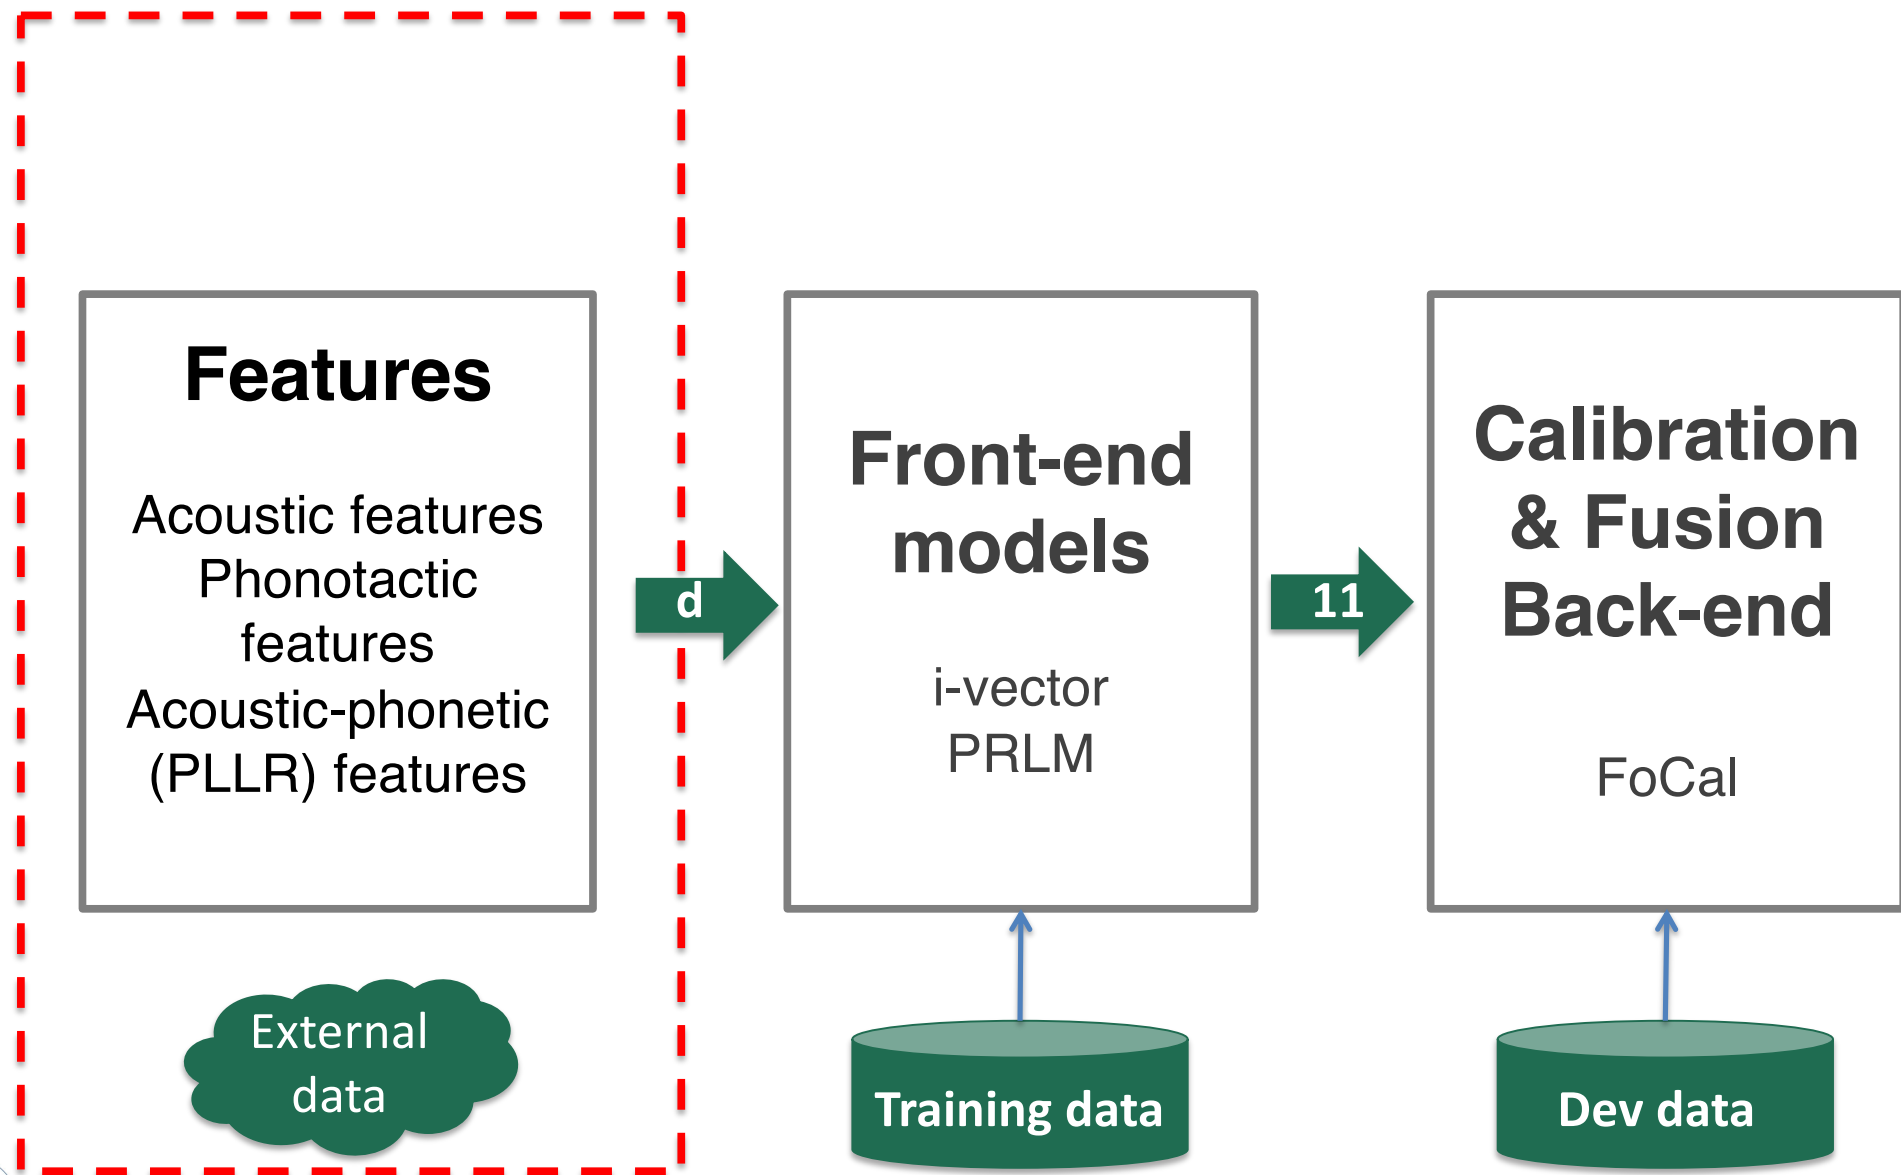 Features
Acoustic features
Phonotactic
features
Acoustic-phonetic
(PLLR) features
External
data
d
Front-end
models
i-vector
PRLM
Training data
11
Calibration
& Fusion
Back-end
FoCal
Dev data